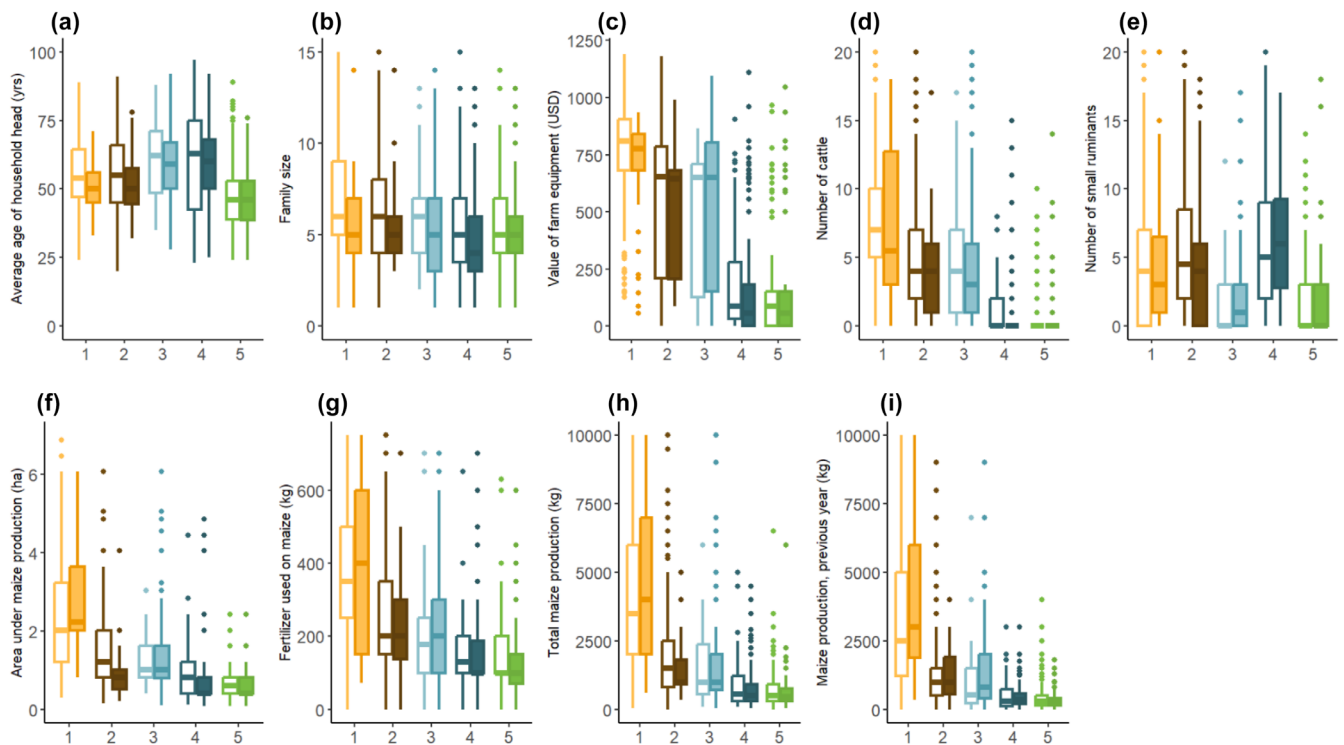 (a)
Average age of household head (yrs)
100
75
50
25
0
1 2 3 4 5
(b)
Family size
15
10
5
0
1 2 3 4 5
(c)
Value of farm equipment (USD)
1250
1000
750
500
250
0
1 2 3 4 5
(d)
Number of cattle
20
15
10
5
0
1 2 3 4 5
(e)
Number of small ruminants
20
15
10
5
0
1 2 3 4 5
(f)
Area under maize production (ha)
6
4
2
0
1 2 3 4 5
(g)
Fertilizer used on maize (kg)
600
400
200
0
1 2 3 4 5
(h)
Total maize production (kg)
10000
7500
5000
2500
0
1 2 3 4 5
(i)
Maize production, previous year (kg)
10000
7500
5000
2500
0
1 2 3 4 5